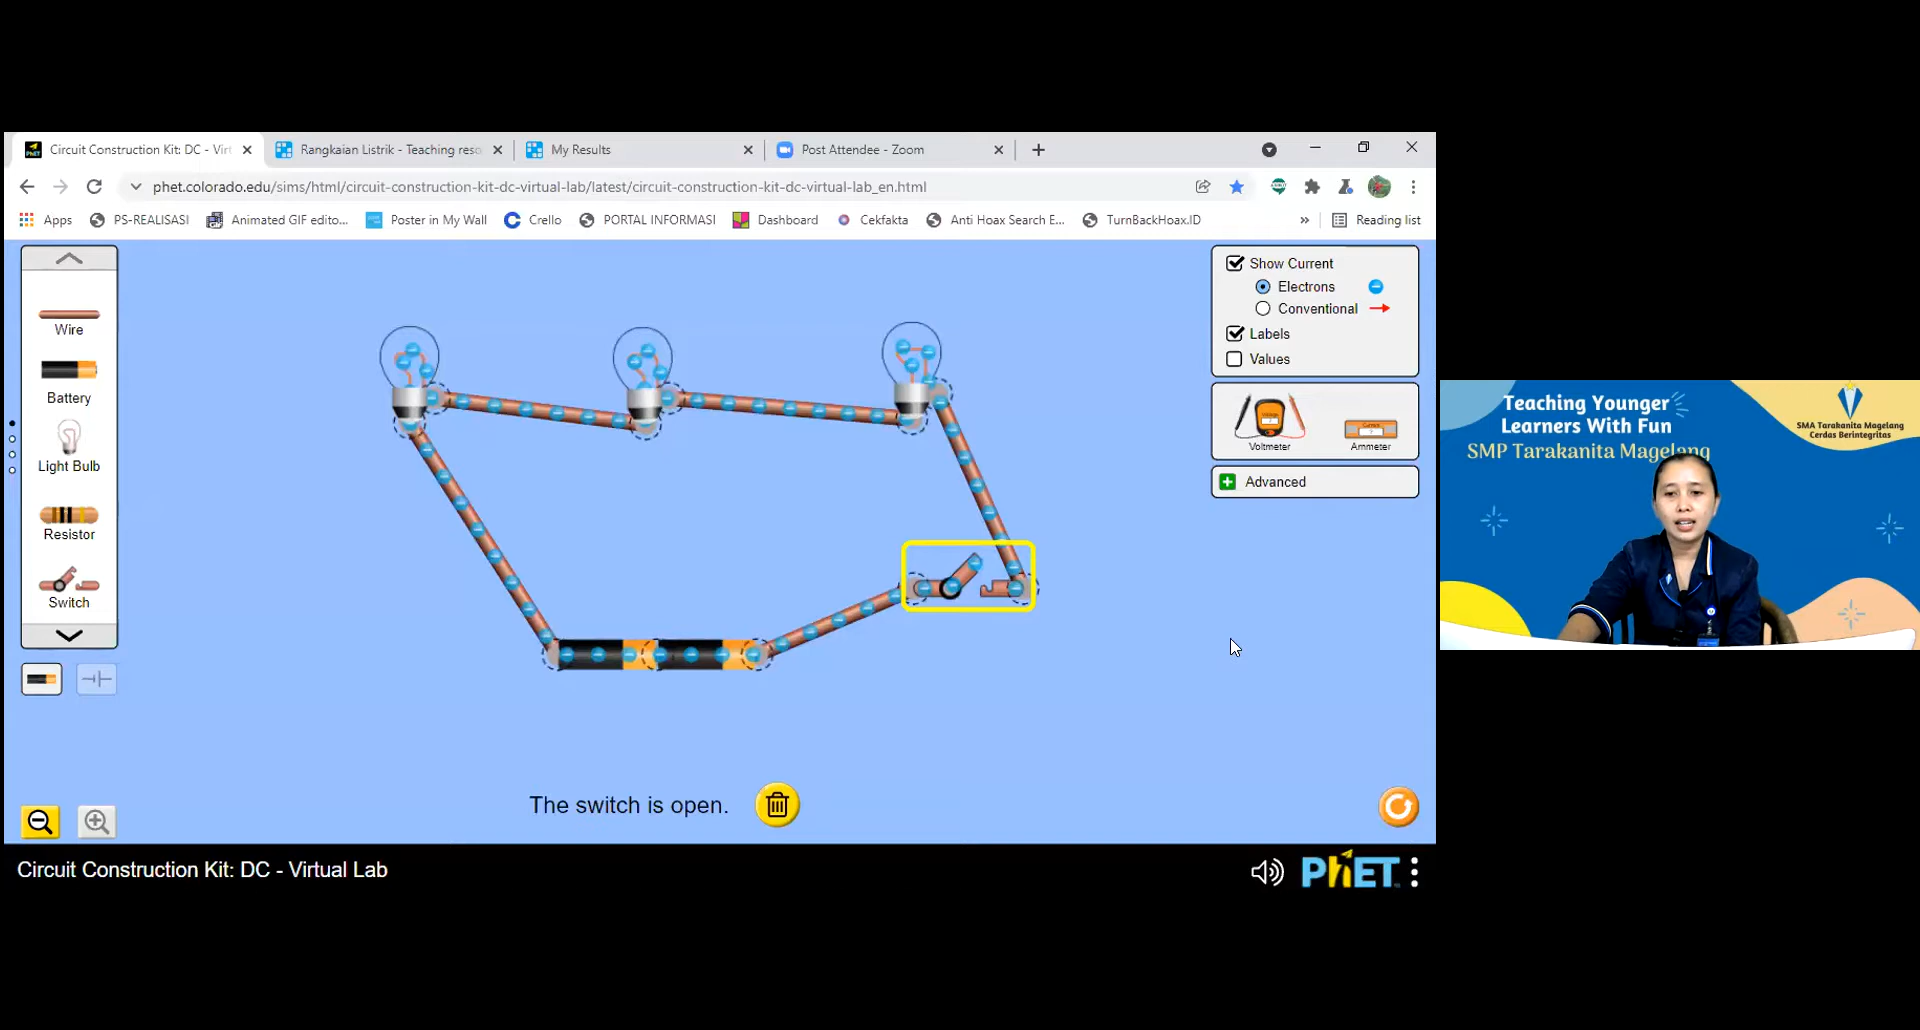 Circuit Construction Kit: DC - Virt
Rangkaian Listrik - Teaching reso
My Results
Post Attendee - Zoom
phet.colorado.edu/sims/html/circuit-construction-kit-dc-virtual-lab/latest/circuit-construction-kit-dc-virtual-lab_en.html
Apps
PS-REALISASI
Animated GIF edito...
Poster in My Wall
Crello
PORTAL INFORMASI
Dashboard
Cekfakta
Anti Hoax Search E...
TurnBackHoax.ID
»
Reading list
Wire
Battery
Light Bulb
Resistor
Switch
Show Current
Electrons
Conventional
Labels
Values
Voltmeter
Ammeter
Advanced
The switch is open.
Circuit Construction Kit: DC - Virtual Lab
PhET
Teaching Younger
Learners With Fun
SMP Tarakanita Magelang
SMA Tarakanita Magelang
Cerdas Berintegritas